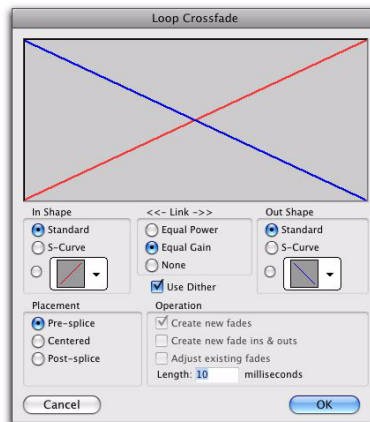 Loop Crossfade
In Shape
Standard
S-Curve
<<- Link ->>
Equal Power
Equal Gain
None
Use Dither
Out Shape
Standard
S-Curve
Placement
Pre-splice
Centered
Post-splice
Operation
Create new fades
Create new fade ins & outs
Adjust existing fades
Length: 10 milliseconds
Cancel
OK